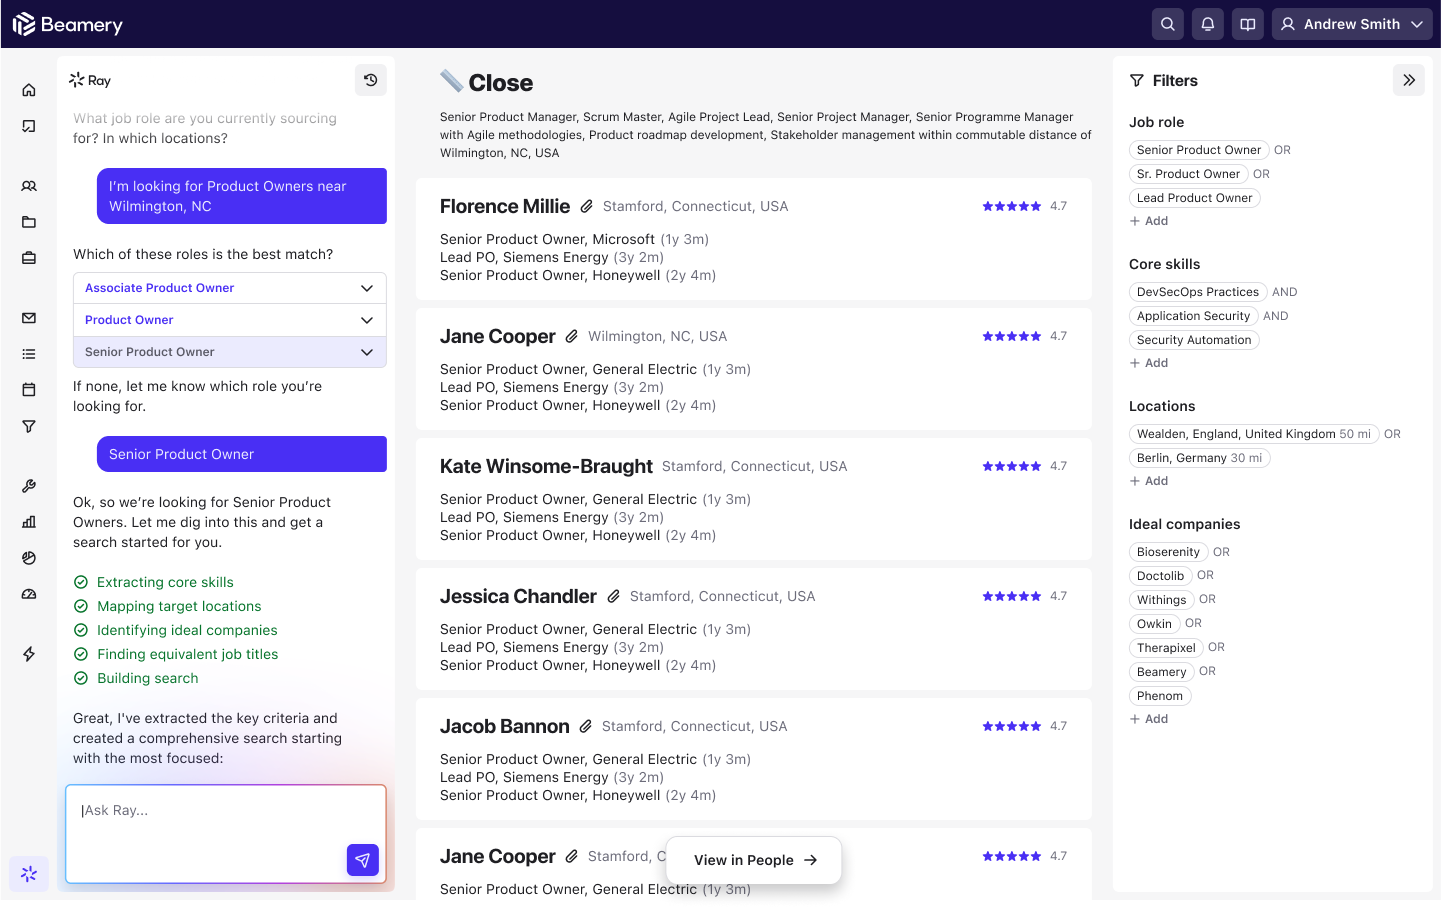 Beamery
Andrew Smith
Ray
What job role are you currently sourcing
for? In which locations?
I’m looking for Product Owners near
Wilmington, NC
Which of these roles is the best match?
Associate Product Owner
Product Owner
Senior Product Owner
If none, let me know which role you’re
looking for.
Senior Product Owner
Ok, so we’re looking for Senior Product
Owners. Let me dig into this and get a
search started for you.
Extracting core skills
Mapping target locations
Identifying ideal companies
Finding equivalent job titles
Building search
Great, I've extracted the key criteria and
created a comprehensive search starting
with the most focused:
Ask Ray...
Close
Senior Product Manager, Scrum Master, Agile Project Lead, Senior Project Manager, Senior Programme Manager
with Agile methodologies, Product roadmap development, Stakeholder management within commutable distance of
Wilmington, NC, USA
Florence Millie Stamford, Connecticut, USA 4.7
Senior Product Owner, Microsoft (1y 3m)
Lead PO, Siemens Energy (3y 2m)
Senior Product Owner, Honeywell (2y 4m)
Jane Cooper Wilmington, NC, USA 4.7
Senior Product Owner, General Electric (1y 3m)
Lead PO, Siemens Energy (3y 2m)
Senior Product Owner, Honeywell (2y 4m)
Kate Winsome-Braught Stamford, Connecticut, USA 4.7
Senior Product Owner, General Electric (1y 3m)
Lead PO, Siemens Energy (3y 2m)
Senior Product Owner, Honeywell (2y 4m)
Jessica Chandler Stamford, Connecticut, USA 4.7
Senior Product Owner, General Electric (1y 3m)
Lead PO, Siemens Energy (3y 2m)
Senior Product Owner, Honeywell (2y 4m)
Jacob Bannon Stamford, Connecticut, USA 4.7
Senior Product Owner, General Electric (1y 3m)
Lead PO, Siemens Energy (3y 2m)
Senior Product Owner, Honeywell (2y 4m)
Jane Cooper Stamford, C 4.7
View in People
Senior Product Owner, General Electric (1y 3m)
Filters
Job role
Senior Product Owner OR
Sr. Product Owner OR
Lead Product Owner
+ Add
Core skills
DevSecOps Practices AND
Application Security AND
Security Automation
+ Add
Locations
Wealden, England, United Kingdom 50 mi OR
Berlin, Germany 30 mi
+ Add
Ideal companies
Bioserenity OR
Doctolib OR
Withings OR
Owkin OR
Therapixel OR
Beamery OR
Phenom
+ Add